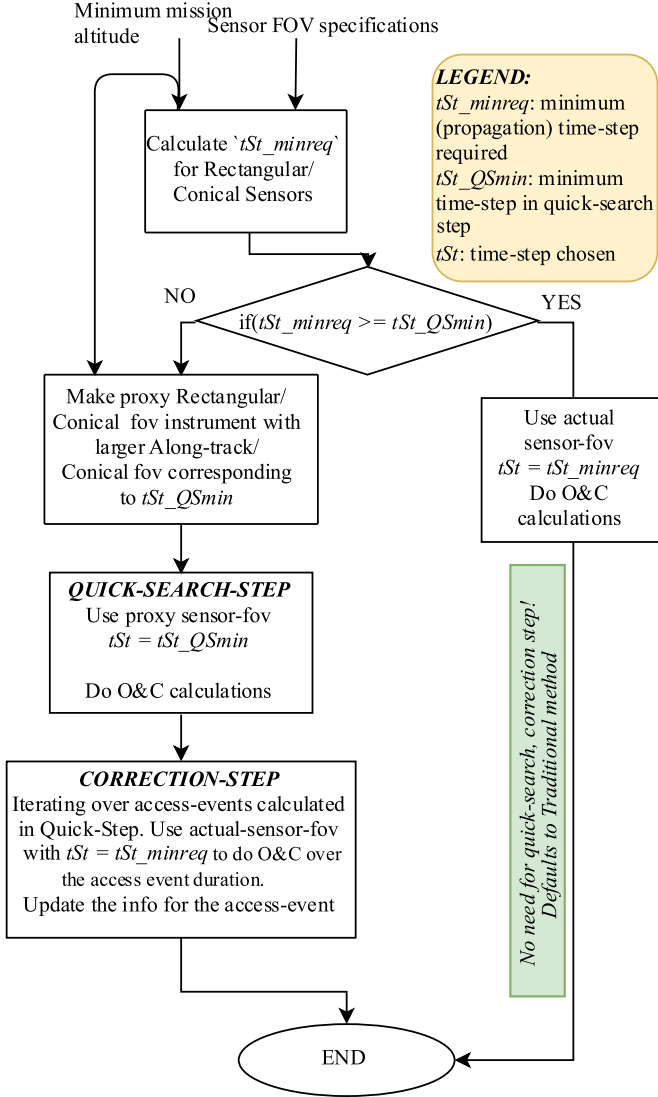 Minimum mission
altitude
Sensor FOV specifications
LEGEND:
tSt_minreq: minimum
(propagation) time-step
required
tSt_QSmin: minimum
time-step in quick-search
step
tSt: time-step chosen
Calculate `tSt_minreq`
for Rectangular/
Conical Sensors
NO
if(tSt_minreq >= tSt_QSmin)
YES
Make proxy Rectangular/
Conical fov instrument with
larger Along-track/
Conical fov corresponding
to tSt_QSmin
Use actual
sensor-fov
tSt = tSt_minreq
Do O&C
calculations
QUICK-SEARCH-STEP
Use proxy sensor-fov
tSt = tSt_QSmin
Do O&C calculations
No need for quick-search, correction step!
Defaults to Traditional method
CORRECTION-STEP
Iterating over access-events calculated
in Quick-Step. Use actual-sensor-fov
with tSt = tSt_minreq to do O&C over
the access event duration.
Update the info for the access-event
END